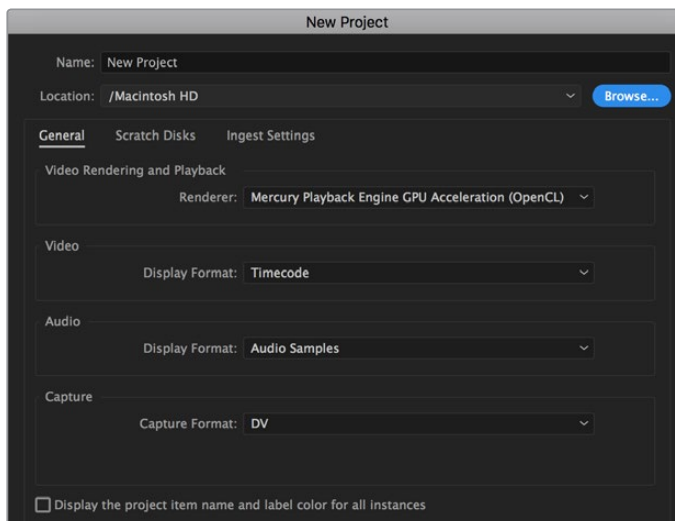 New Project
Name: New Project
Location: /Macintosh HD Browse...
General Scratch Disks Ingest Settings
Video Rendering and Playback
Renderer: Mercury Playback Engine GPU Acceleration (OpenCL)
Video
Display Format: Timecode
Audio
Display Format: Audio Samples
Capture
Capture Format: DV
Display the project item name and label color for all instances